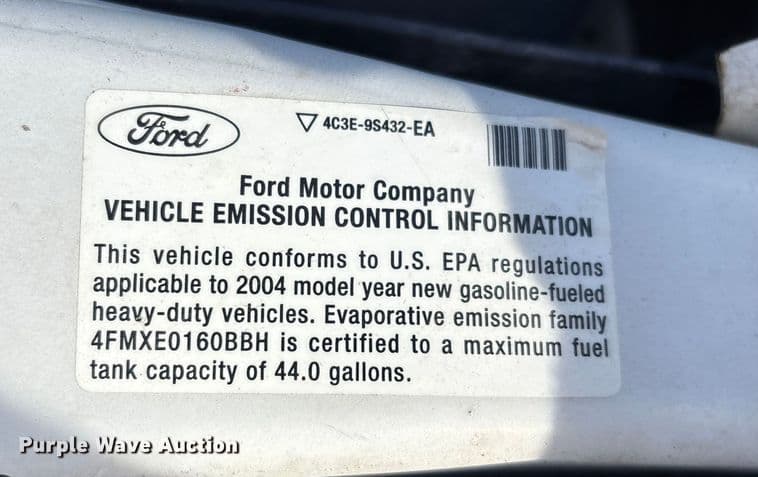 Ford
▽ 4C3E-9S432-EA
Ford Motor Company
VEHICLE EMISSION CONTROL INFORMATION
This vehicle conforms to U.S. EPA regulations
applicable to 2004 model year new gasoline-fueled
heavy-duty vehicles. Evaporative emission family
4FMXE0160BBH is certified to a maximum fuel
tank capacity of 44.0 gallons.
Purple Wave Auction